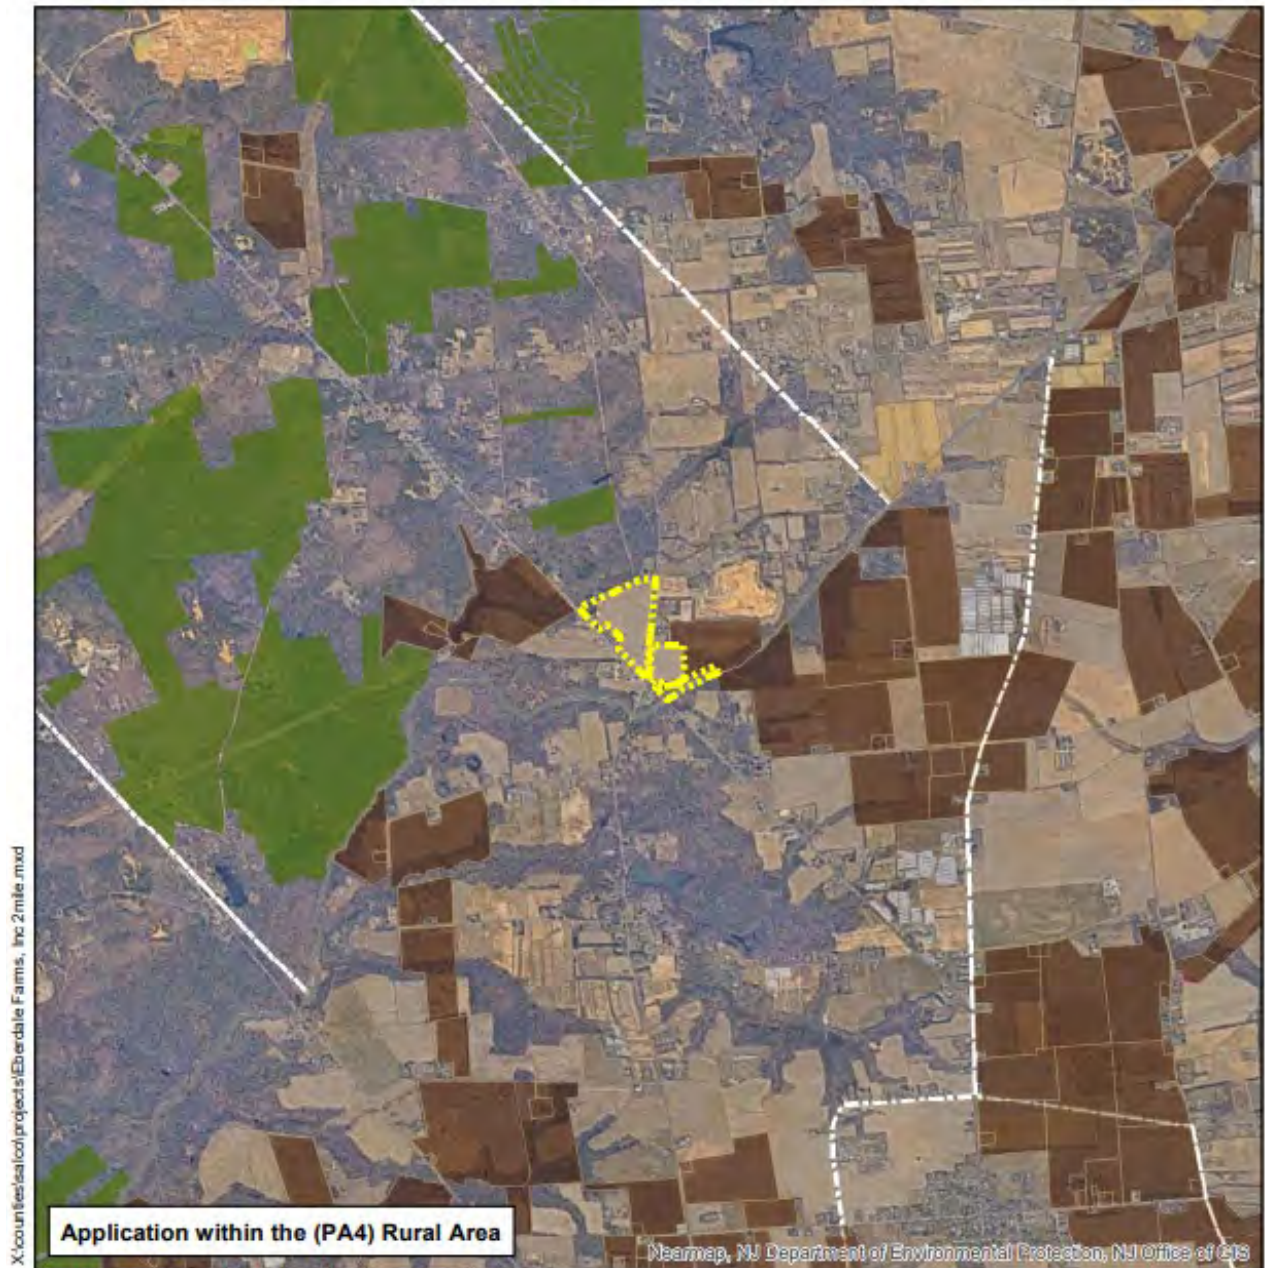 X:\counties\salco\projects\Eberdale Farms, Inc 2mile.mxd
Application within the (PA4) Rural Area
Nearmap, NJ Department of Environmental Protection, NJ Office of GIS